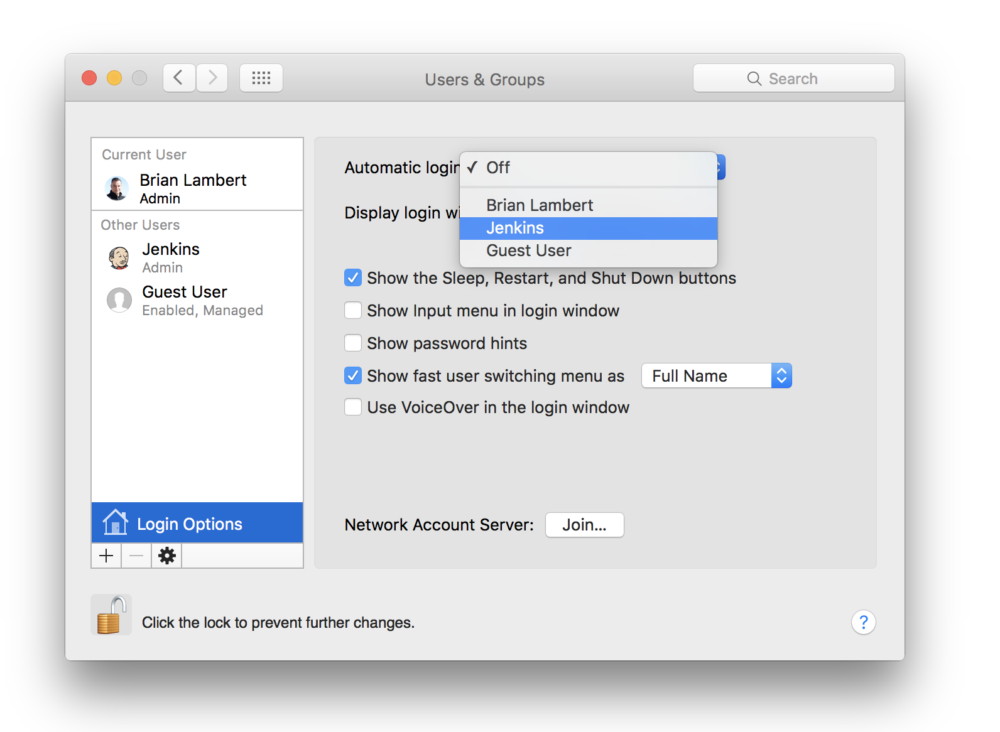 Users & Groups
Search
Current User
Brian Lambert
Admin
Other Users
Jenkins
Admin
Guest User
Enabled, Managed
Login Options
Automatic login
✓ Off
Brian Lambert
Display login wi
Jenkins
Guest User
Show the Sleep, Restart, and Shut Down buttons
Show Input menu in login window
Show password hints
Show fast user switching menu as Full Name
Use VoiceOver in the login window
Network Account Server: Join...
Click the lock to prevent further changes.
?